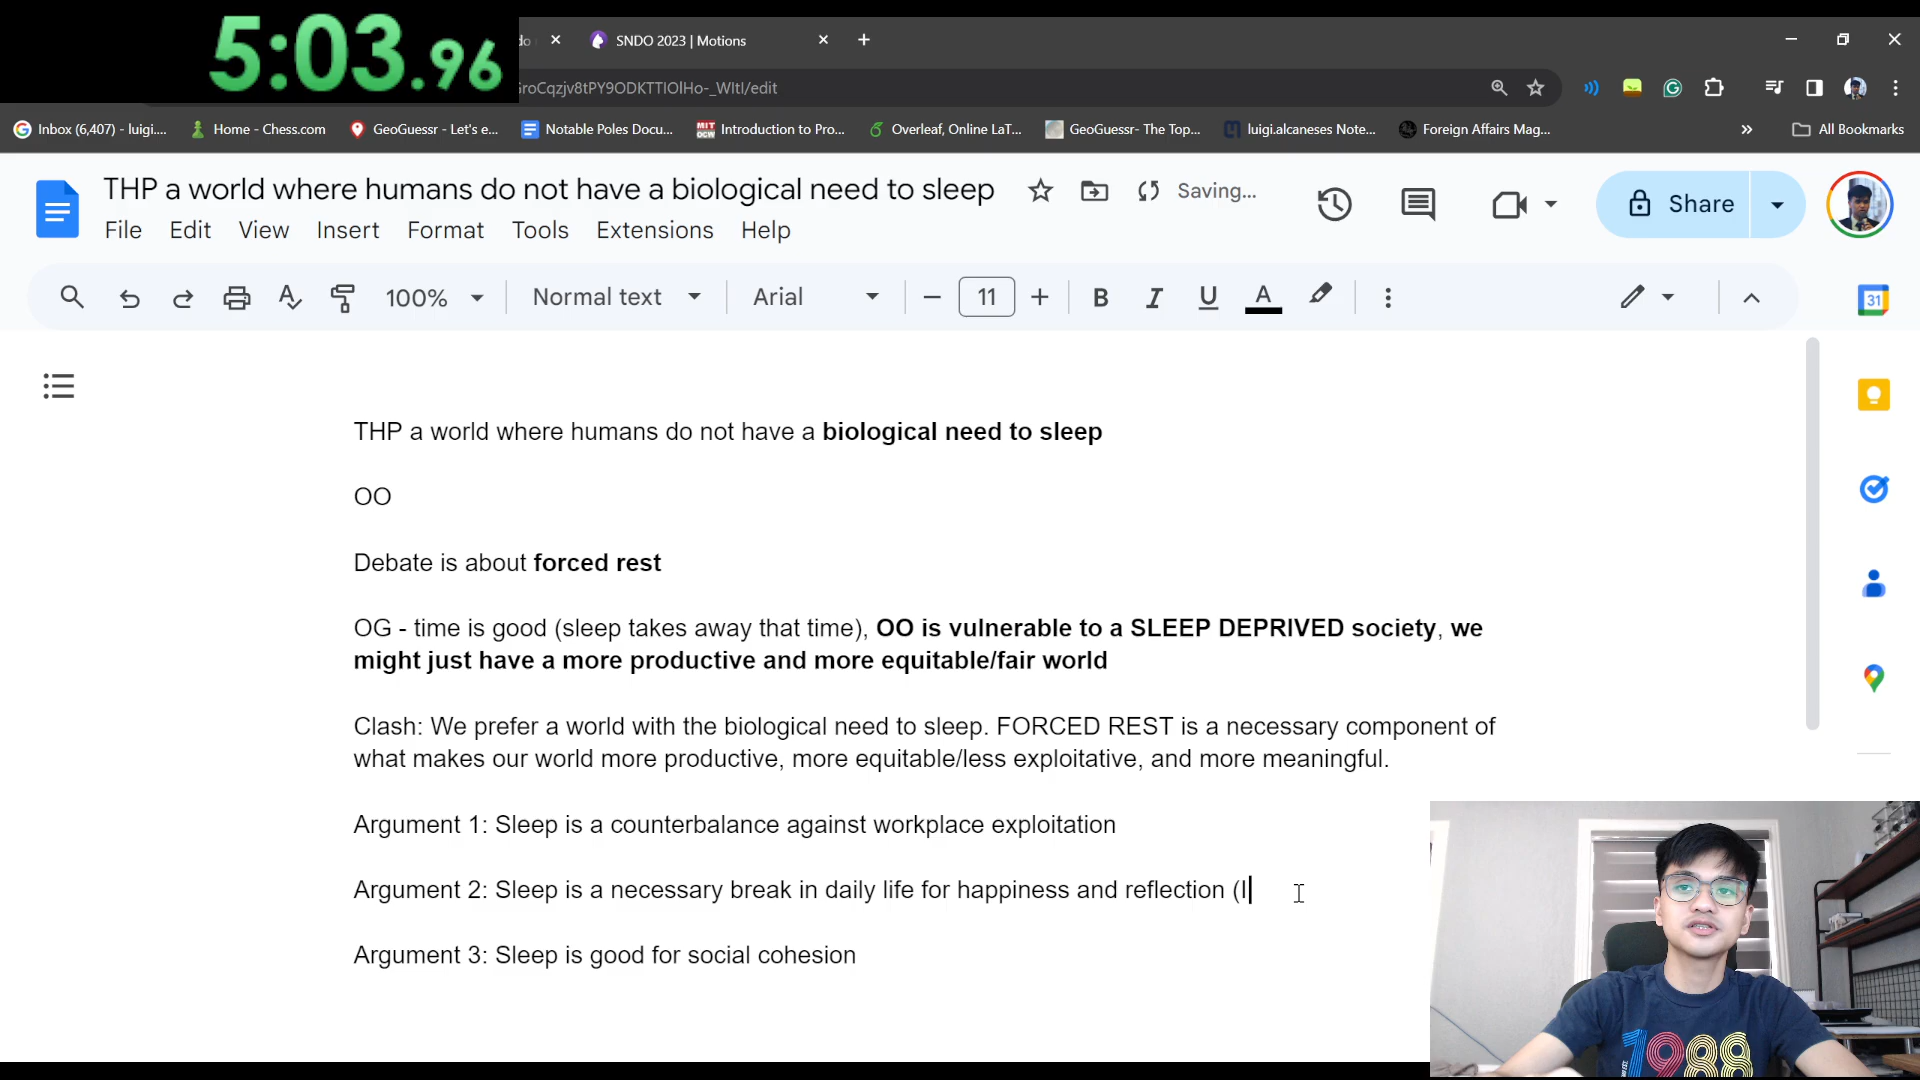 5:03.96
do
SNDO 2023 | Motions
GroCqzjv8tPY9ODKTTIOlHo-_WItI/edit
Inbox (6,407) - luigi....
Home - Chess.com
GeoGuessr - Let's e...
Notable Poles Docu...
Introduction to Pro...
Overleaf, Online LaT...
GeoGuessr- The Top...
luigi.alcaneses Note...
Foreign Affairs Mag...
All Bookmarks
THP a world where humans do not have a biological need to sleep
Saving...
Share
File Edit View Insert Format Tools Extensions Help
100% Normal text Arial 11 B I U A
31
THP a world where humans do not have a biological need to sleep
OO
Debate is about forced rest
OG - time is good (sleep takes away that time), OO is vulnerable to a SLEEP DEPRIVED society, we
might just have a more productive and more equitable/fair world
Clash: We prefer a world with the biological need to sleep. FORCED REST is a necessary component of
what makes our world more productive, more equitable/less exploitative, and more meaningful.
Argument 1: Sleep is a counterbalance against workplace exploitation
Argument 2: Sleep is a necessary break in daily life for happiness and reflection (l
Argument 3: Sleep is good for social cohesion
1988